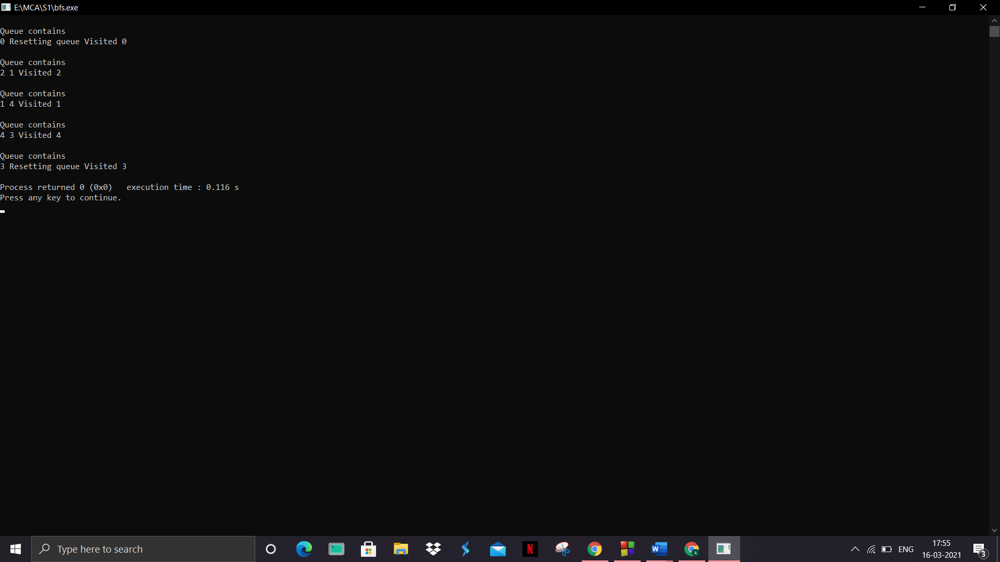 E:\MCA\S1\bfs.exe
Queue contains
0 Resetting queue Visited 0
Queue contains
2 1 Visited 2
Queue contains
1 4 Visited 1
Queue contains
4 3 Visited 4
Queue contains
3 Resetting queue Visited 3
Process returned 0 (0x0)   execution time : 0.116 s
Press any key to continue.
Type here to search
N
W
A
ENG
17:55
16-03-2021
3